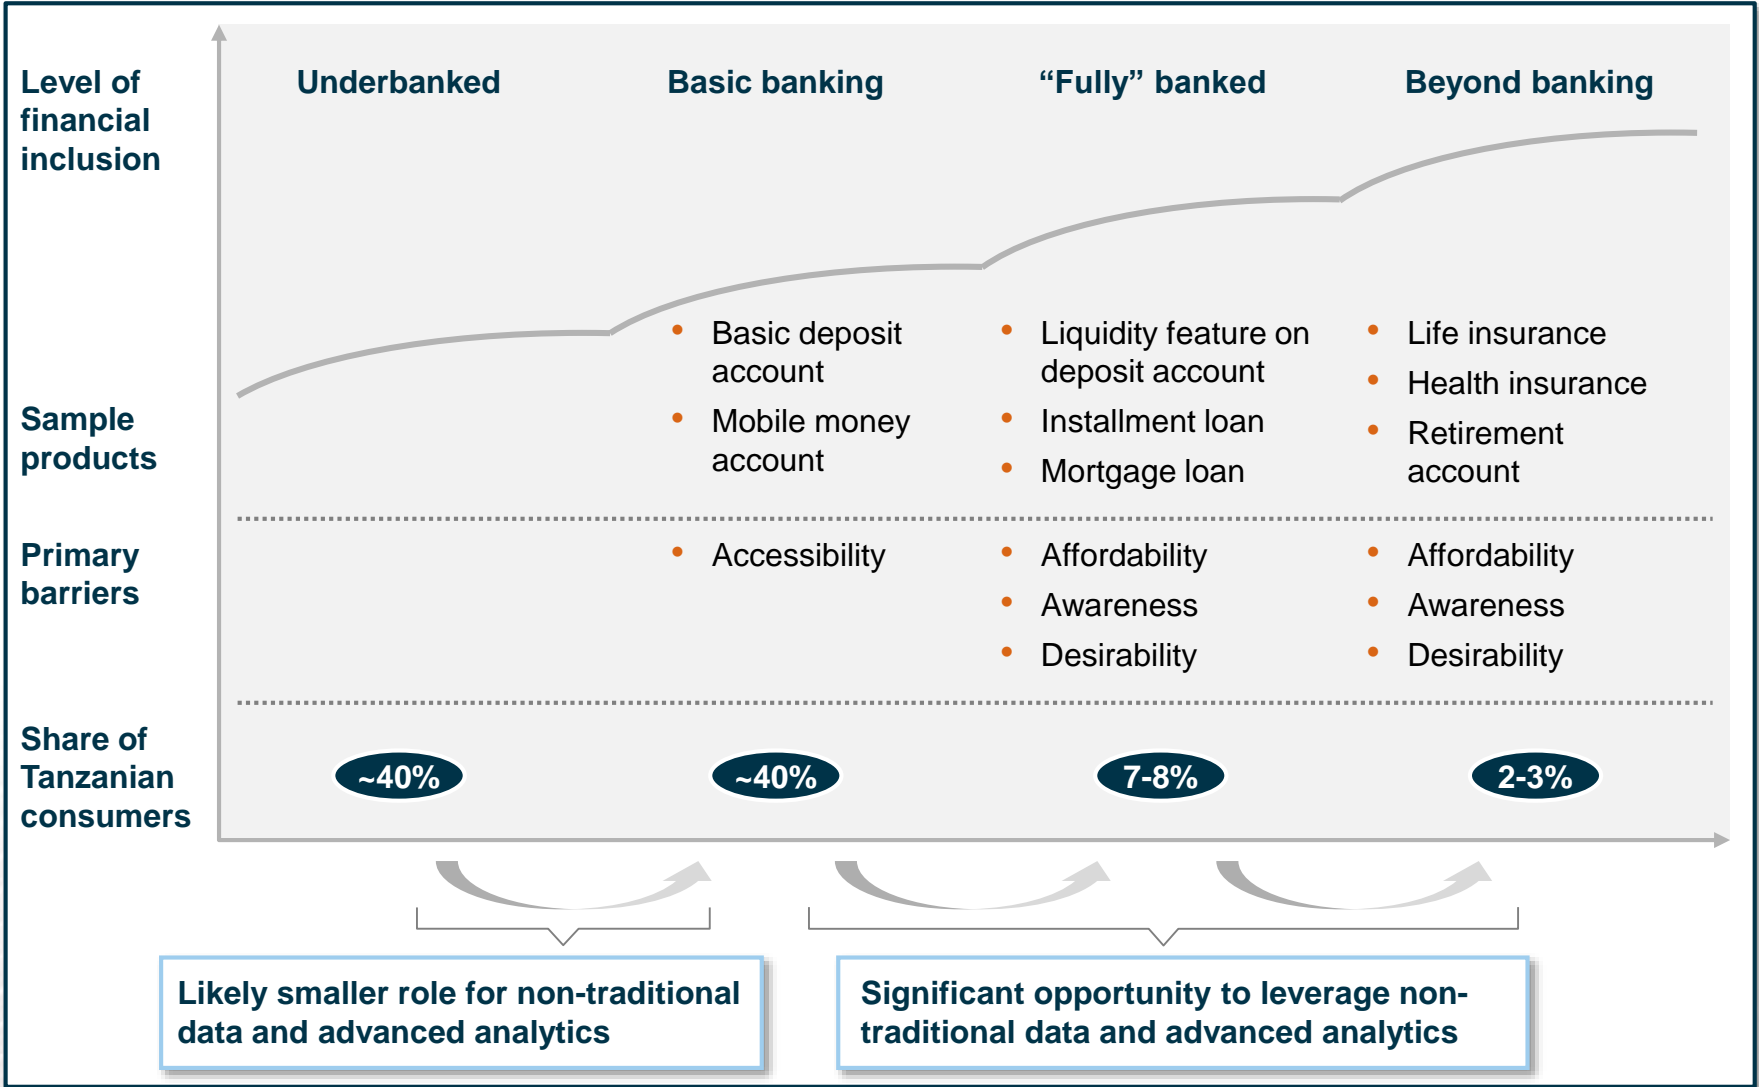 Level of
financial
inclusion
Underbanked
Basic banking
“Fully” banked
Beyond banking
Sample
products
• Basic deposit
account
• Mobile money
account
• Liquidity feature on
deposit account
• Installment loan
• Mortgage loan
• Life insurance
• Health insurance
• Retirement
account
Primary
barriers
• Accessibility
• Affordability
• Awareness
• Desirability
• Affordability
• Awareness
• Desirability
Share of
Tanzanian
consumers
~40%
~40%
7-8%
2-3%
Likely smaller role for non-traditional
data and advanced analytics
Significant opportunity to leverage non-
traditional data and advanced analytics